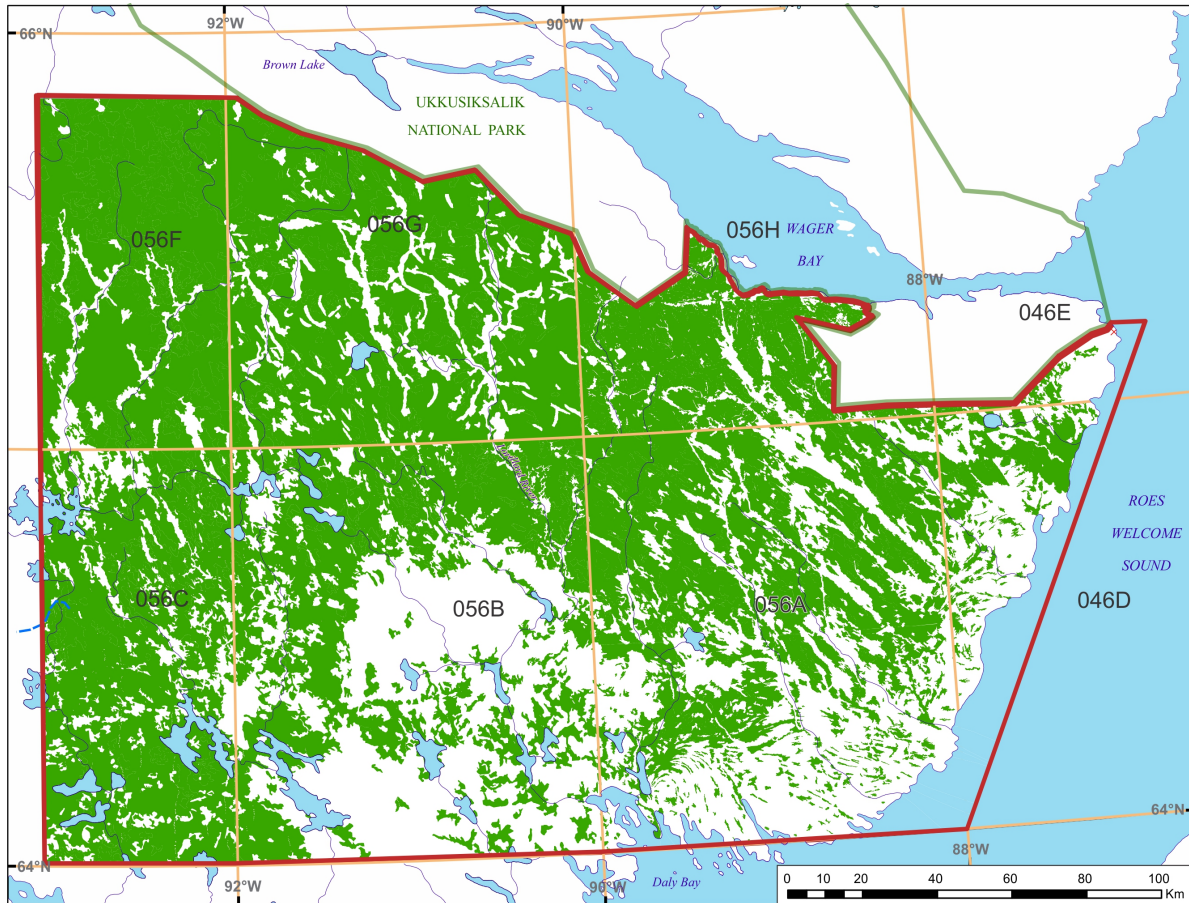 92°W
90°W
66°N
Brown Lake
UKKUSIKSALIK
NATIONAL PARK
056F
056G
056H
WAGER
BAY
88°W
046E
ROES
WELCOME
SOUND
056C
056B
056A
046D
64°N
64°N
92°W
90°W
88°W
Daly Bay
0 10 20 40 60 80 100
Km